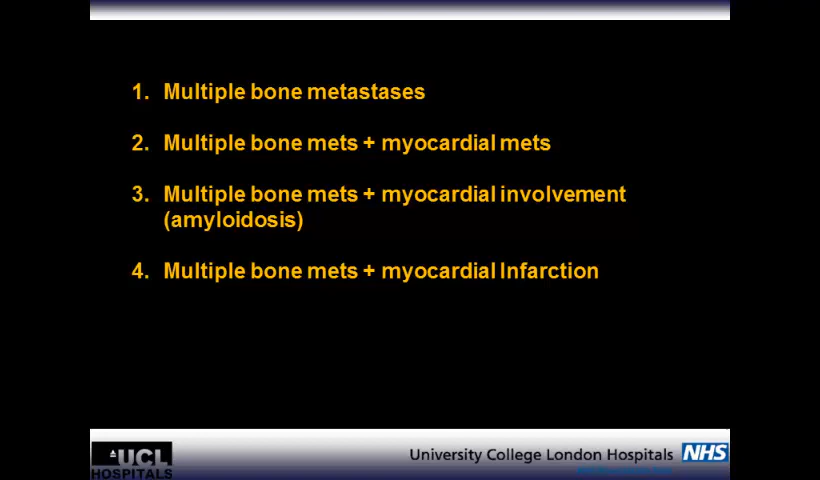 1. Multiple bone metastases
2. Multiple bone mets + myocardial mets
3. Multiple bone mets + myocardial involvement
(amyloidosis)
4. Multiple bone mets + myocardial Infarction
UCL
HOSPITALS
University College London Hospitals NHS